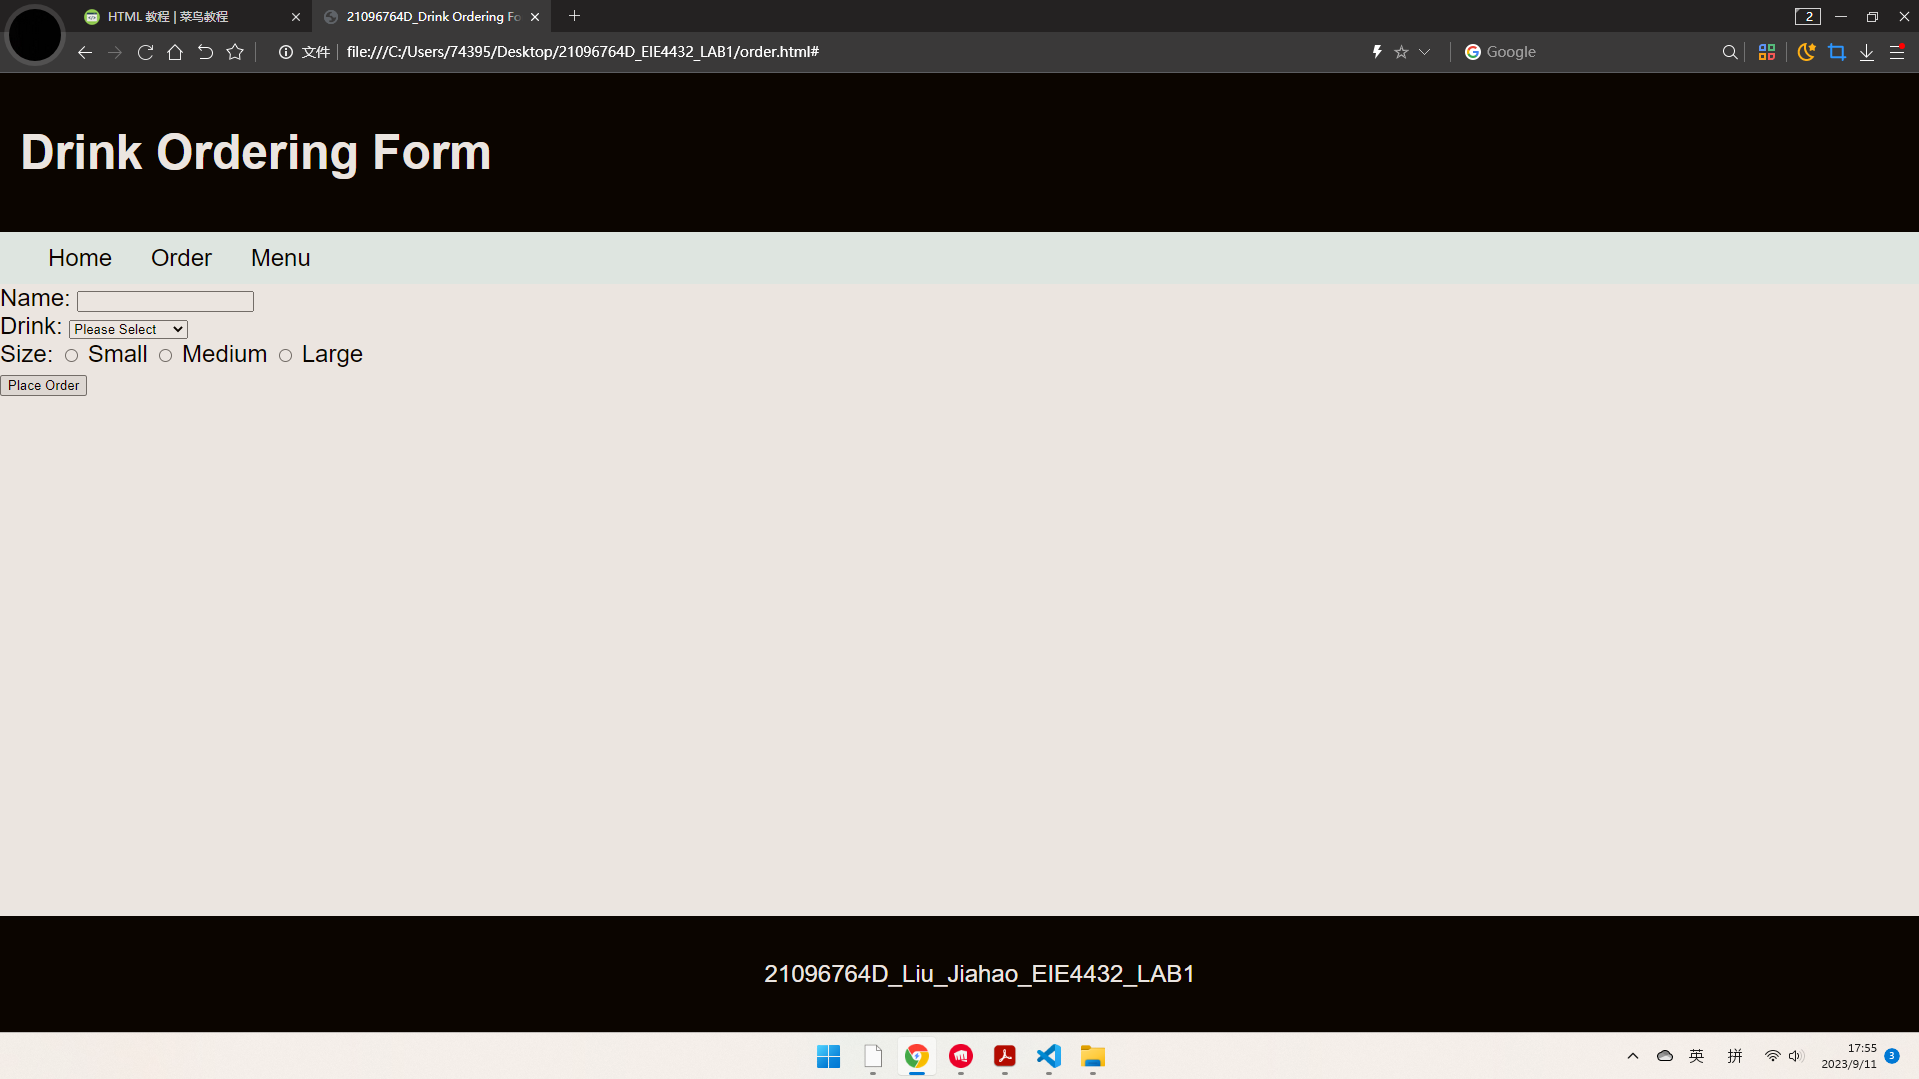 HTML 教程 | 菜鸟教程
21096764D_Drink Ordering Fo
2
文件
file:///C:/Users/74395/Desktop/21096764D_EIE4432_LAB1/order.html#
Google
Drink Ordering Form
Home Order Menu
Name:
Drink: Please Select
Size: Small Medium Large
Place Order
21096764D_Liu_Jiahao_EIE4432_LAB1
英 拼
17:55
2023/9/11
3